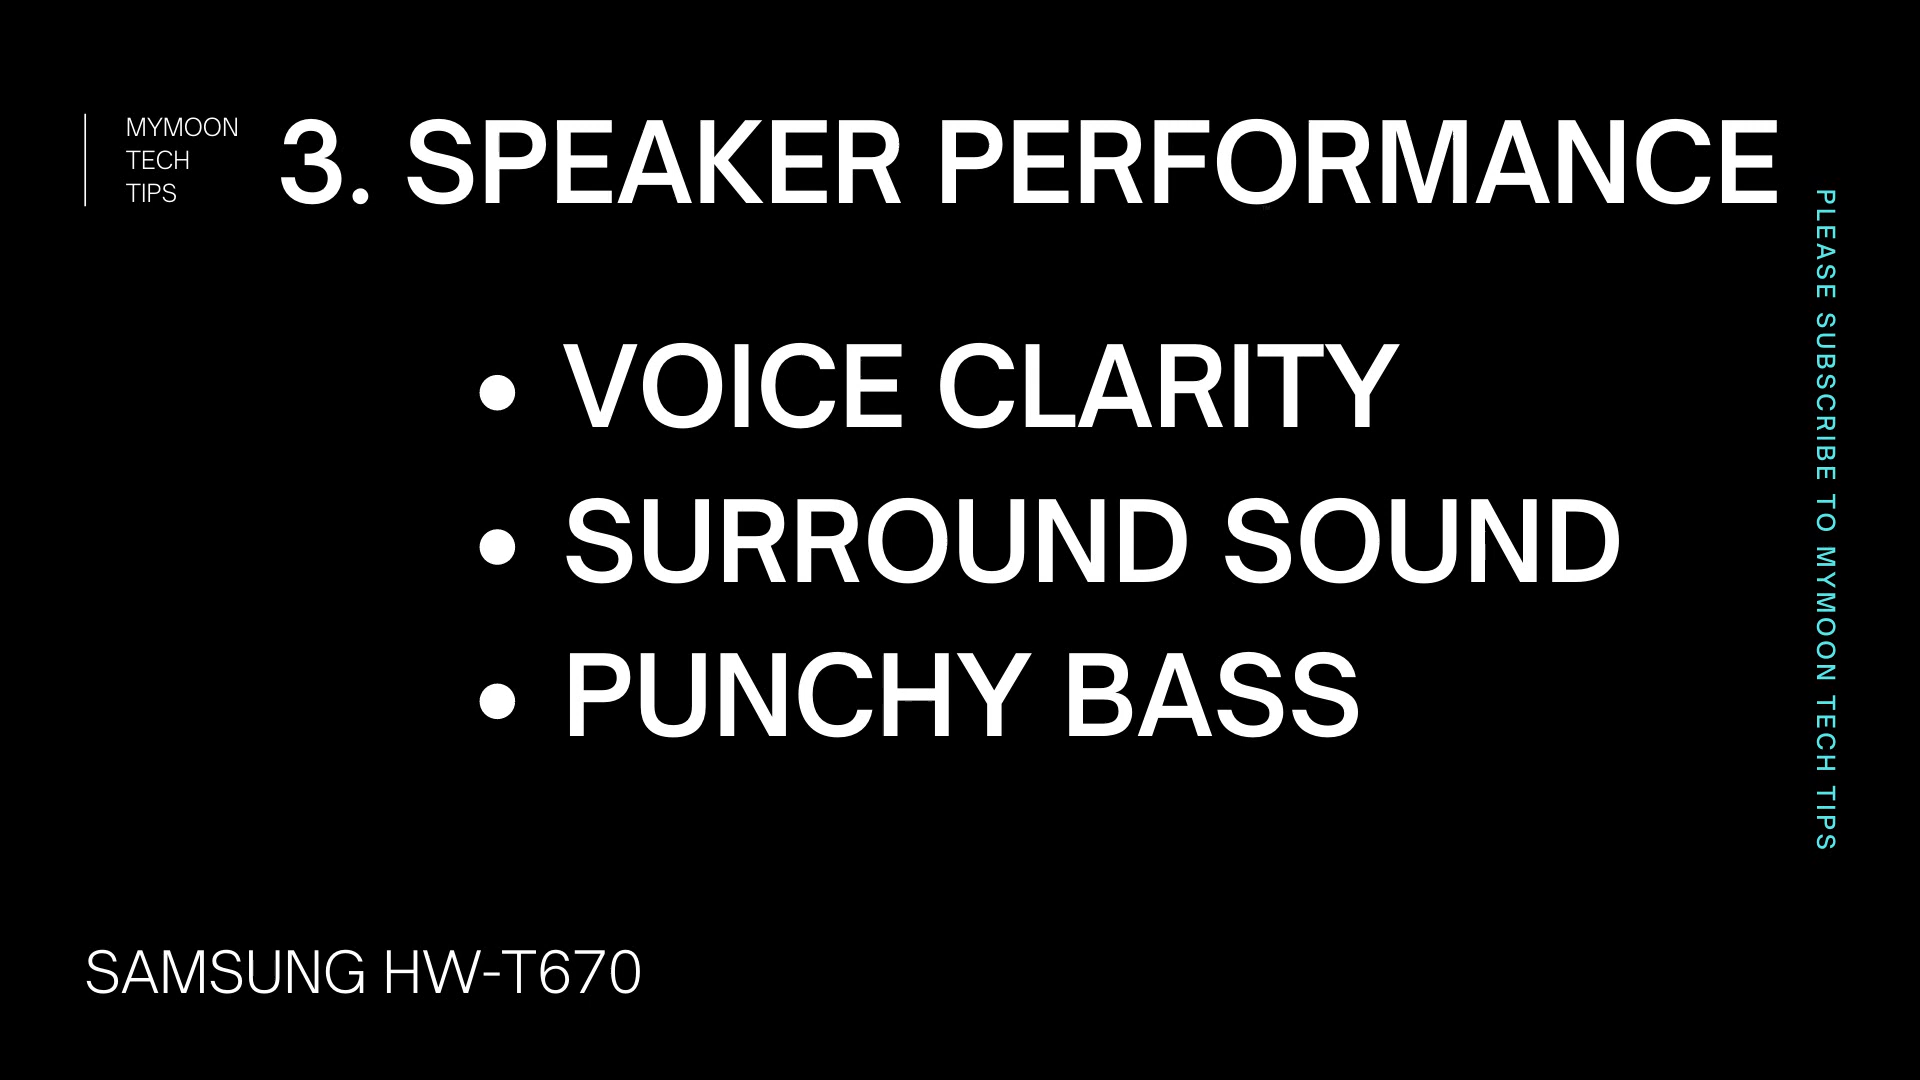 MYMOON
TECH
TIPS
3. SPEAKER PERFORMANCE
• VOICE CLARITY
• SURROUND SOUND
• PUNCHY BASS
PLEASE SUBSCRIBE TO MYMOON TECH TIPS
SAMSUNG HW-T670